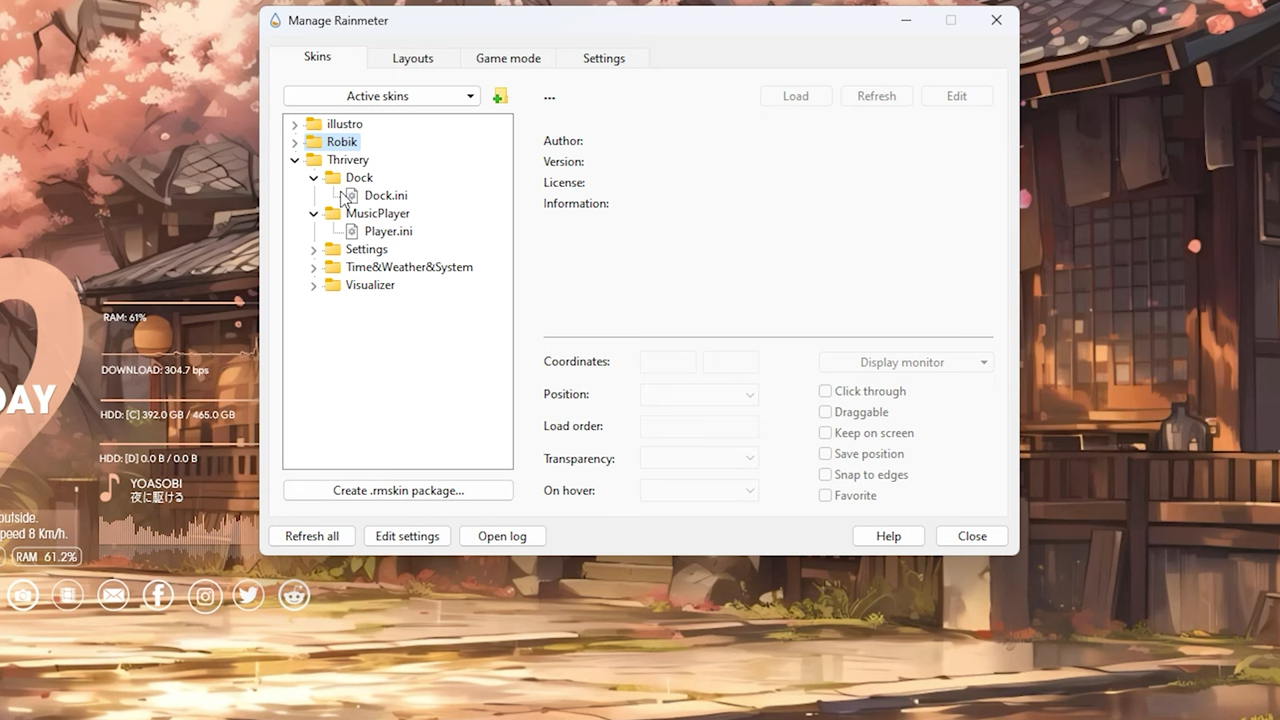 Manage Rainmeter
Skins
Layouts
Game mode
Settings
Active skins
...
Load
Refresh
Edit
illustro
Robik
Thrivery
Dock
Dock.ini
MusicPlayer
Player.ini
Settings
Time&Weather&System
Visualizer
Author:
Version:
License:
Information:
Coordinates:
Display monitor
Position:
Click through
Draggable
Load order:
Keep on screen
Transparency:
Save position
Snap to edges
On hover:
Favorite
Create .rmskin package...
Refresh all
Edit settings
Open log
Help
Close
RAM: 61%
DOWNLOAD: 304.7 bps
DAY
HDD: [C] 392.0 GB / 465.0 GB
HDD: [D] 0.0 B / 0.0 B
YOASOBI
夜に駆ける
outside.
peed 8 Km/h.
RAM 61.2%